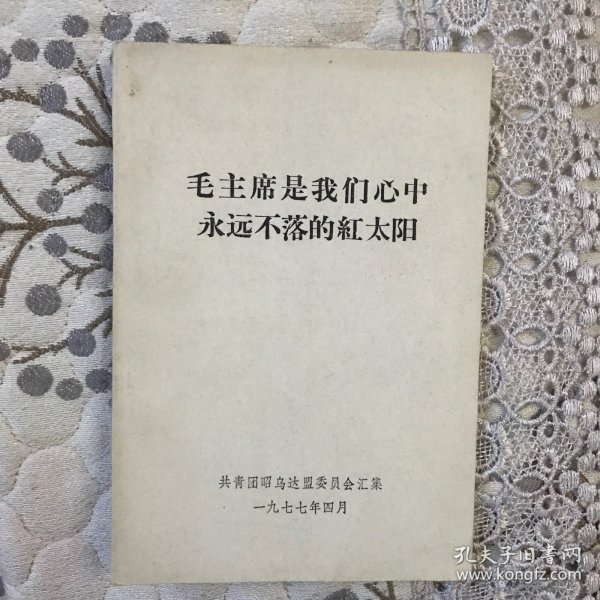 毛主席是我们心中
永远不落的紅太阳
共青团昭乌达盟委员会汇集
一九七七年四月
孔夫子旧书网
www.kongfz.com